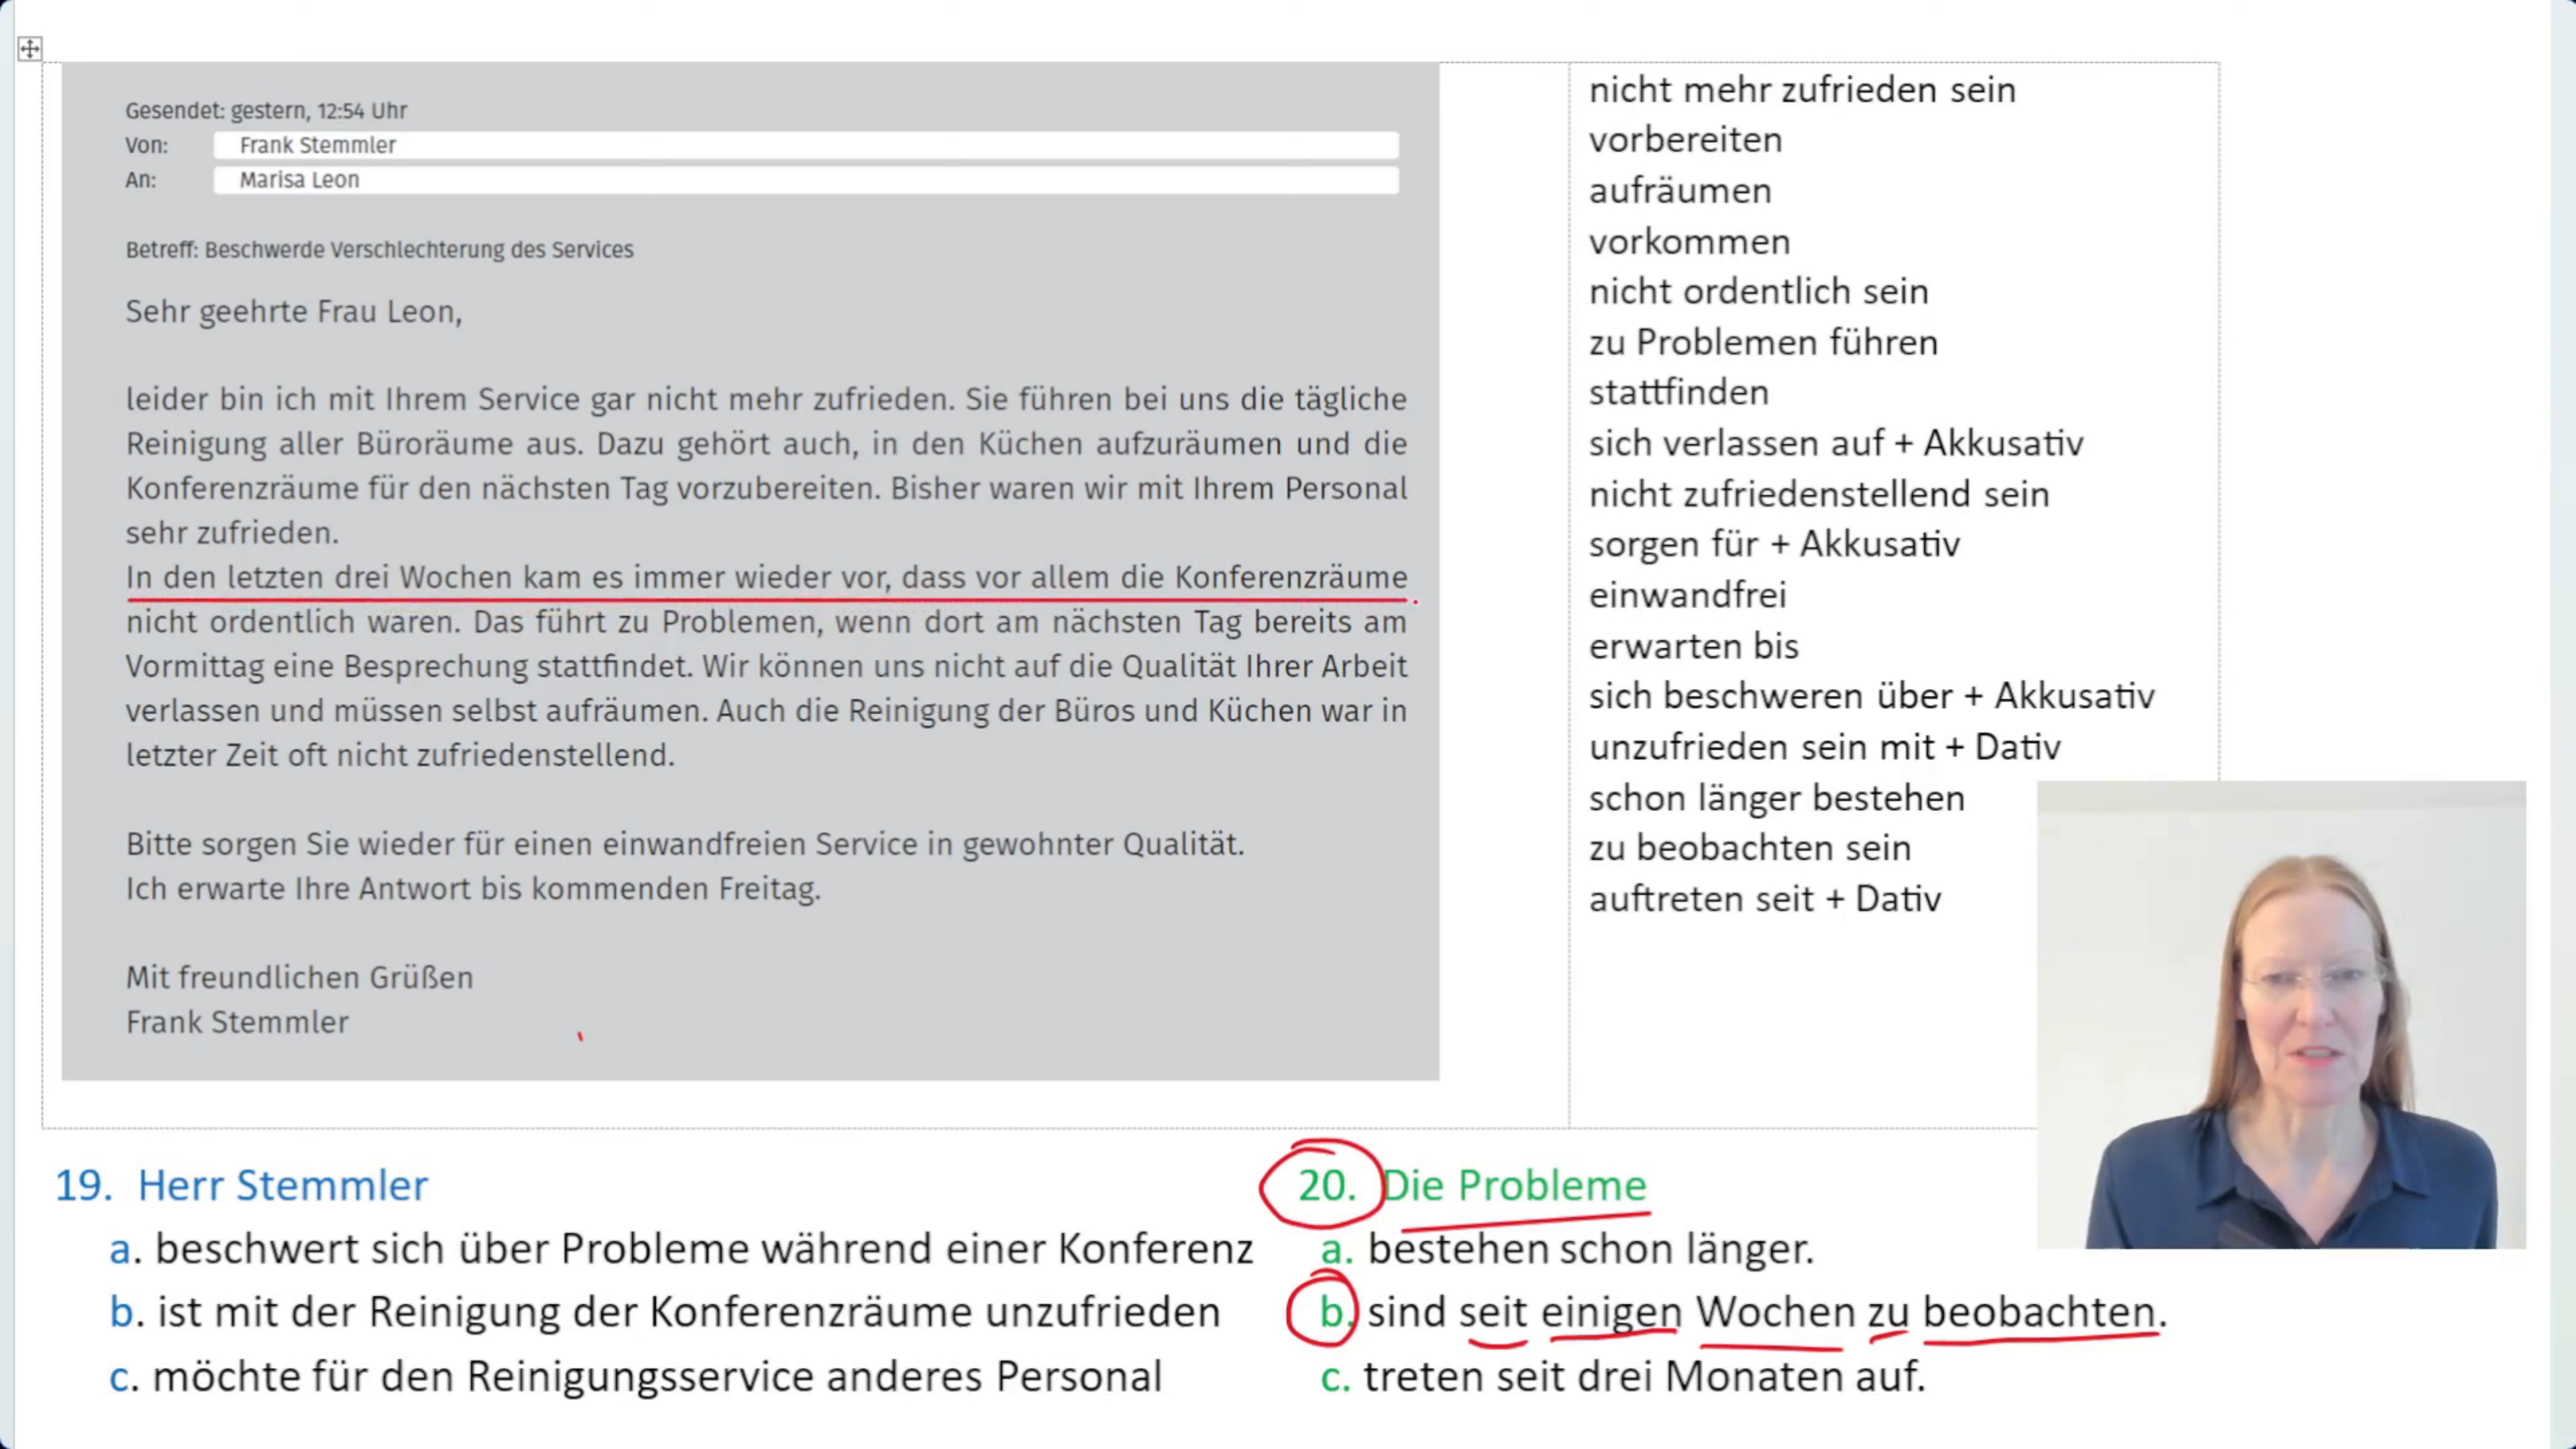 Gesendet: gestern, 12:54 Uhr
Von: Frank Stemmler
An: Marisa Leon
Betreff: Beschwerde Verschlechterung des Services
Sehr geehrte Frau Leon,
leider bin ich mit Ihrem Service gar nicht mehr zufrieden. Sie führen bei uns die tägliche
Reinigung aller Büroräume aus. Dazu gehört auch, in den Küchen aufzuräumen und die
Konferenzräume für den nächsten Tag vorzubereiten. Bisher waren wir mit Ihrem Personal
sehr zufrieden.
In den letzten drei Wochen kam es immer wieder vor, dass vor allem die Konferenzräume
nicht ordentlich waren. Das führt zu Problemen, wenn dort am nächsten Tag bereits am
Vormittag eine Besprechung stattfindet. Wir können uns nicht auf die Qualität Ihrer Arbeit
verlassen und müssen selbst aufräumen. Auch die Reinigung der Büros und Küchen war in
letzter Zeit oft nicht zufriedenstellend.
Bitte sorgen Sie wieder für einen einwandfreien Service in gewohnter Qualität.
Ich erwarte Ihre Antwort bis kommenden Freitag.
Mit freundlichen Grüßen
Frank Stemmler
nicht mehr zufrieden sein
vorbereiten
aufräumen
vorkommen
nicht ordentlich sein
zu Problemen führen
stattfinden
sich verlassen auf + Akkusativ
nicht zufriedenstellend sein
sorgen für + Akkusativ
einwandfrei
erwarten bis
sich beschweren über + Akkusativ
unzufrieden sein mit + Dativ
schon länger bestehen
zu beobachten sein
auftreten seit + Dativ
19. Herr Stemmler
a. beschwert sich über Probleme während einer Konferenz
b. ist mit der Reinigung der Konferenzräume unzufrieden
c. möchte für den Reinigungsservice anderes Personal
20. Die Probleme
a. bestehen schon länger.
b. sind seit einigen Wochen zu beobachten.
c. treten seit drei Monaten auf.